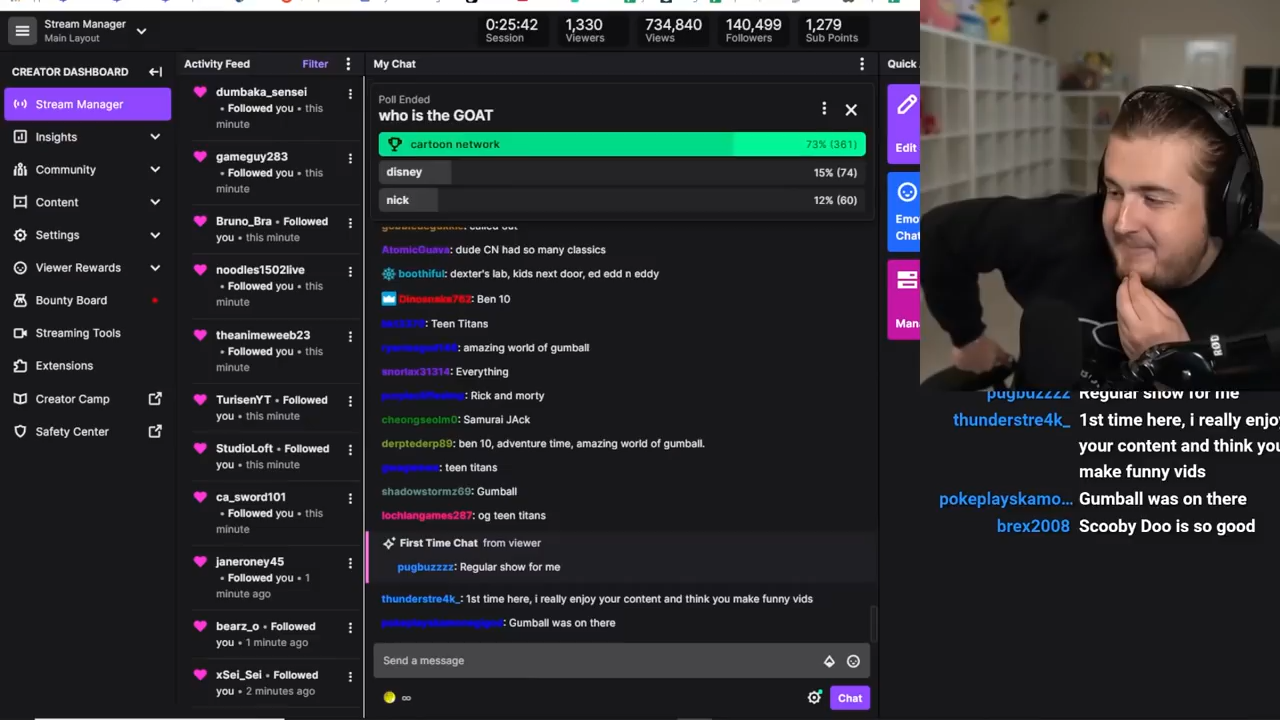 Stream Manager
Main Layout
0:25:42
Session
1,330
Viewers
734,840
Views
140,499
Followers
1,279
Sub Points
CREATOR DASHBOARD
Stream Manager
Insights
Community
Content
Settings
Viewer Rewards
Bounty Board
Streaming Tools
Extensions
Creator Camp
Safety Center
Activity Feed
Filter
dumbaka_sensei
• Followed you • this
minute
gameguy283
• Followed you • this
minute
Bruno_Bra • Followed
you • this minute
noodles1502live
• Followed you • this
minute
theanimeweeb23
• Followed you • this
minute
TurisenYT • Followed
you • this minute
StudioLoft • Followed
you • this minute
ca_sword101
• Followed you • this
minute
janeroney45
• Followed you • 1
minute ago
bearz_o • Followed
you • 1 minute ago
xSei_Sei • Followed
you • 2 minutes ago
My Chat
Poll Ended
who is the GOAT
cartoon network 73% (361)
disney 15% (74)
nick 12% (60)
AtomicGuava: dude CN had so many classics
boothiful: dexter's lab, kids next door, ed edd n eddy
: Ben 10
: Teen Titans
: amazing world of gumball
snorlax31314: Everything
: Rick and morty
cheongseolm0: Samurai JAck
derptederp89: ben 10, adventure time, amazing world of gumball.
: teen titans
shadowstormz69: Gumball
lochlangames287: og teen titans
First Time Chat from viewer
pugbuzzzz: Regular show for me
thunderstre4k_: 1st time here, i really enjoy your content and think you make funny vids
: Gumball was on there
Send a message
∞
Chat
Quick
Edit
Emo
Chat
Man
RØD
pugbuzzz Regular show for me
thunderstre4k_ 1st time here, i really enjoy
your content and think you
make funny vids
pokeplayskamo... Gumball was on there
brex2008 Scooby Doo is so good